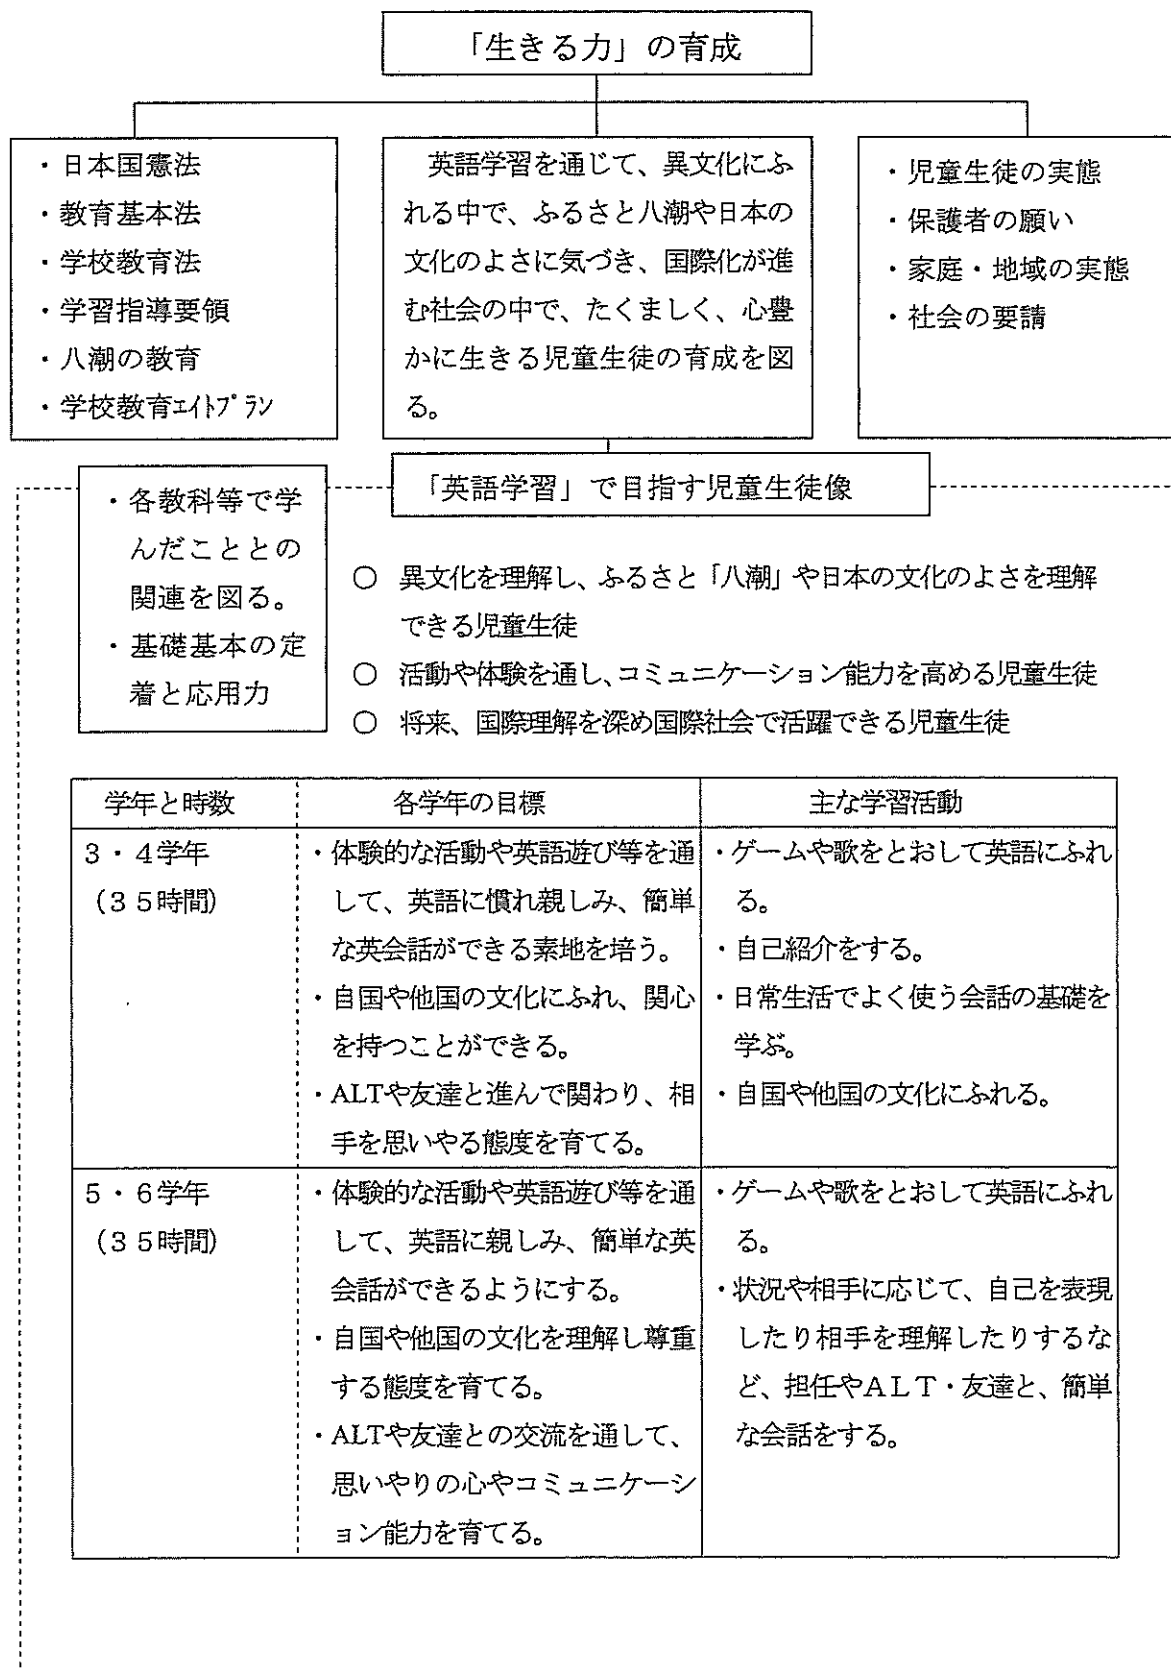 「生きる力」の育成
・日本国憲法
・教育基本法
・学校教育法
・学習指導要領
・八潮の教育
・学校教育エイトプラン
英語学習を通じて、異文化にふ
れる中で、ふるさと八潮や日本の
文化のよさに気づき、国際化が進
む社会の中で、たくましく、心豊
かに生きる児童生徒の育成を図
る。
・児童生徒の実態
・保護者の願い
・家庭・地域の実態
・社会の要請
「英語学習」で目指す児童生徒像
・各教科等で学
んだこととの
関連を図る。
・基礎基本の定
着と応用力
○ 異文化を理解し、ふるさと「八潮」や日本の文化のよさを理解
できる児童生徒
○ 活動や体験を通し、コミュニケーション能力を高める児童生徒
○ 将来、国際理解を深め国際社会で活躍できる児童生徒
学年と時数
各学年の目標
主な学習活動
3・4学年
(35時間)
・体験的な活動や英語遊び等を通
して、英語に慣れ親しみ、簡単
な英会話ができる素地を培う。
・自国や他国の文化にふれ、関心
を持つことができる。
・ALTや友達と進んで関わり、相
手を思いやる態度を育てる。
・ゲームや歌をとおして英語にふれ
る。
・自己紹介をする。
・日常生活でよく使う会話の基礎を
学ぶ。
・自国や他国の文化にふれる。
5・6学年
(35時間)
・体験的な活動や英語遊び等を通
して、英語に親しみ、簡単な英
会話ができるようにする。
・自国や他国の文化を理解し尊重
する態度を育てる。
・ALTや友達との交流を通して、
思いやりの心やコミュニケーシ
ョン能力を育てる。
・ゲームや歌をとおして英語にふれ
る。
・状況や相手に応じて、自己を表現
したり相手を理解したりするな
ど、担任やALT・友達と、簡単
な会話をする。